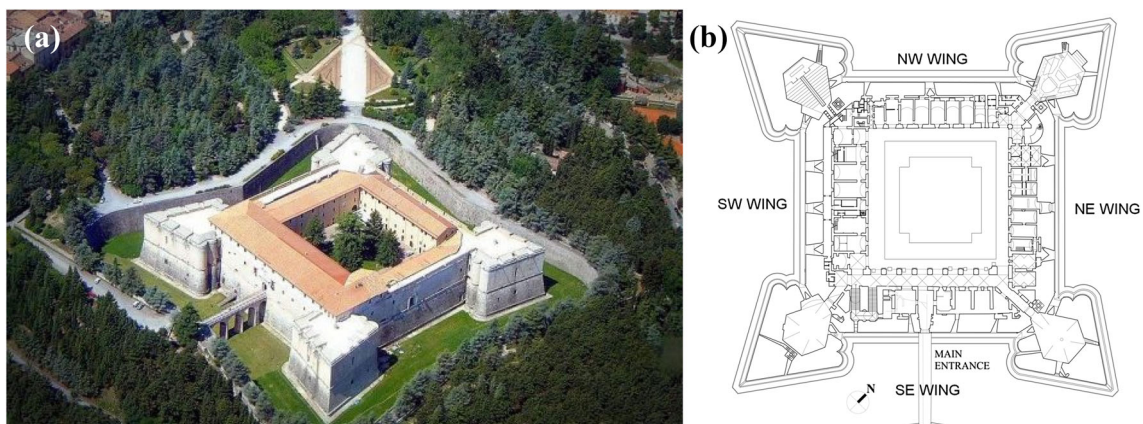 (a)
(b)
NW WING
SW WING
NE WING
MAIN
ENTRANCE
N
SE WING